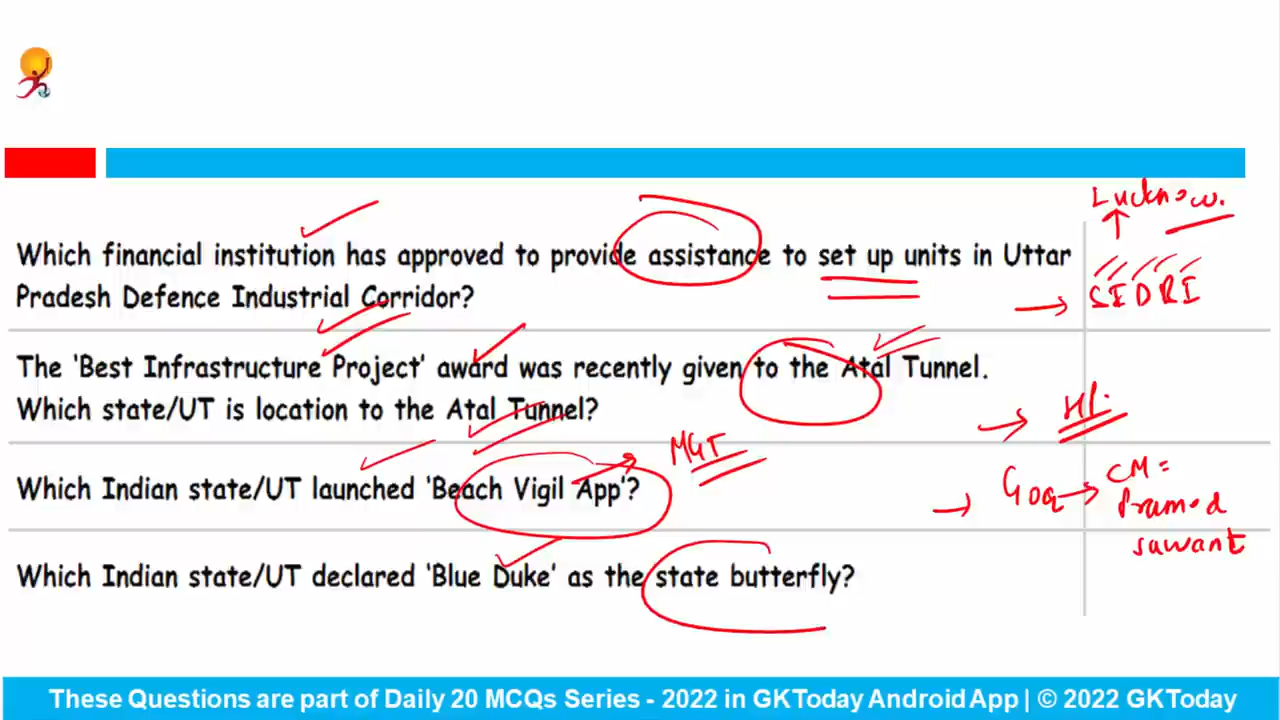 Lucknow.
Which financial institution has approved to provide assistance to set up units in Uttar
Pradesh Defence Industrial Corridor?
SIDBI
The 'Best Infrastructure Project' award was recently given to the Atal Tunnel.
Which state/UT is location to the Atal Tunnel?
MGT
Which Indian state/UT launched 'Beach Vigil App'?
Goa
CM =
Pramod
sawant
Which Indian state/UT declared 'Blue Duke' as the state butterfly?
These Questions are part of Daily 20 MCQs Series - 2022 in GKToday Android App | © 2022 GKToday